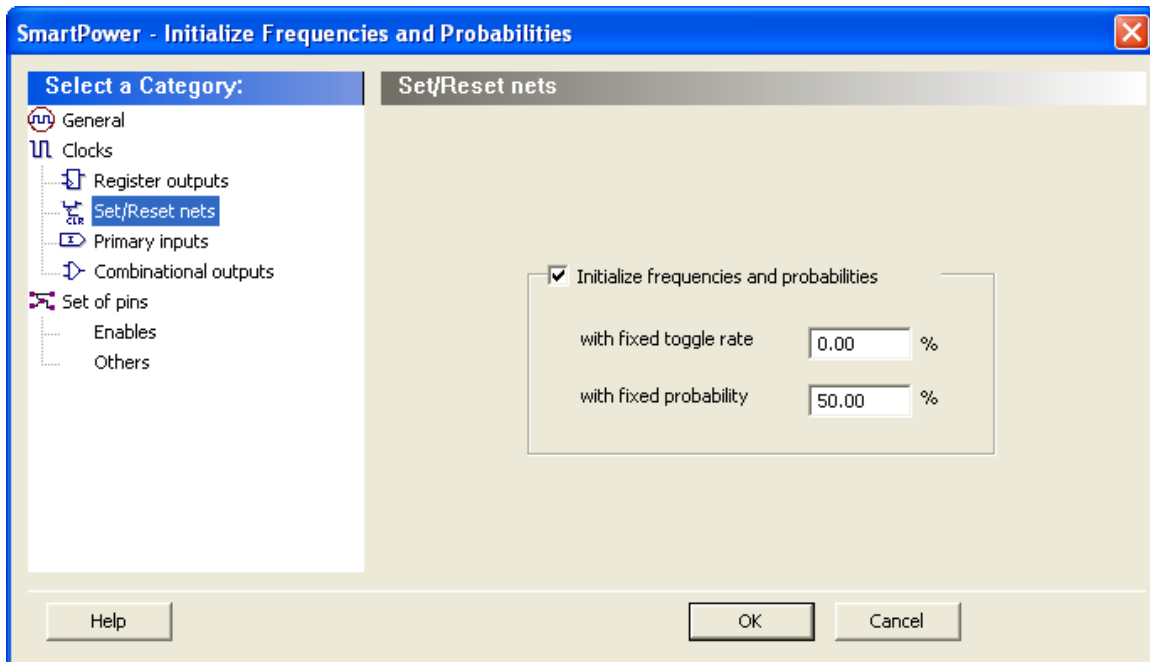 SmartPower - Initialize Frequencies and Probabilities
Select a Category:
General
Clocks
Register outputs
CLR
Set/Reset nets
Primary inputs
Combinational outputs
Set of pins
Enables
Others
Set/Reset nets
Initialize frequencies and probabilities
with fixed toggle rate 0.00 %
with fixed probability 50.00 %
Help
OK
Cancel